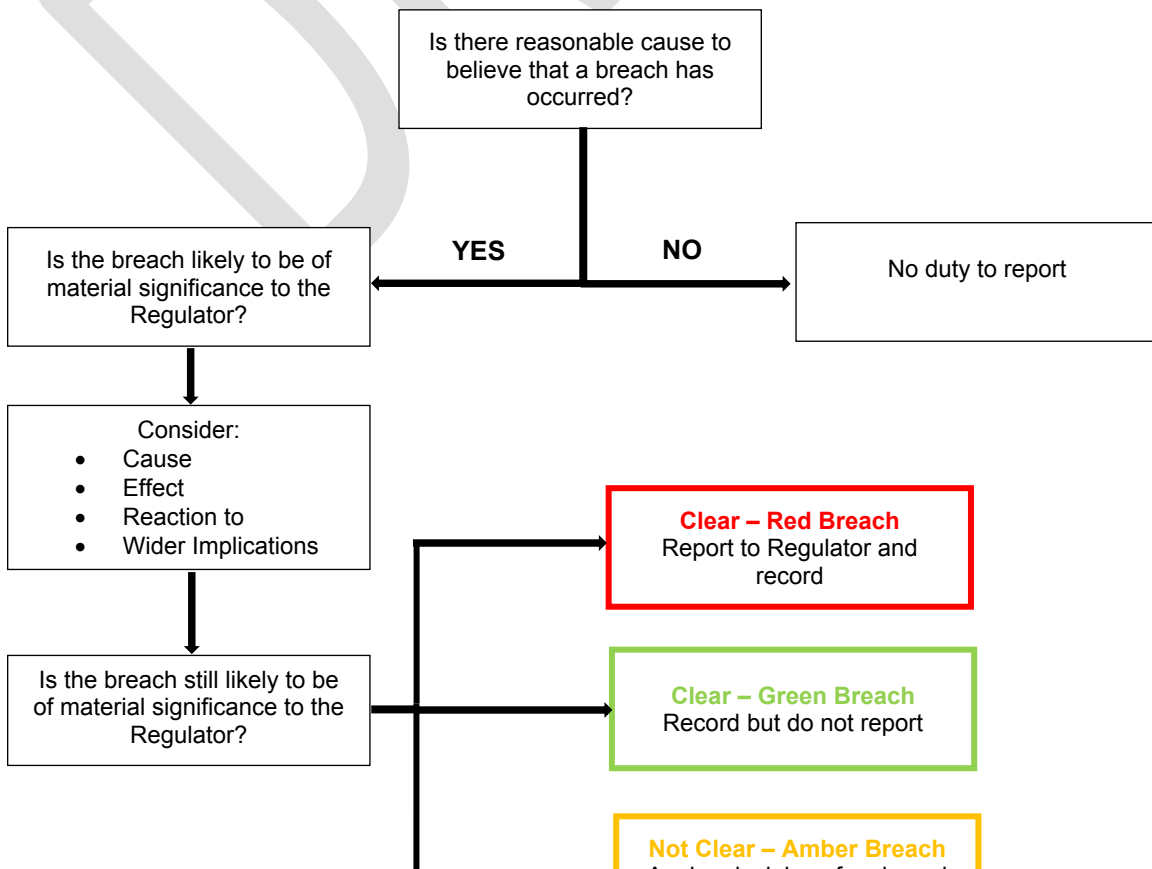 Is there reasonable cause to
believe that a breach has
occurred?
YES
NO
Is the breach likely to be of
material significance to the
Regulator?
No duty to report
Consider:
• Cause
• Effect
• Reaction to
• Wider Implications
Clear – Red Breach
Report to Regulator and
record
Is the breach still likely to be
of material significance to the
Regulator?
Clear – Green Breach
Record but do not report
Not Clear – Amber Breach